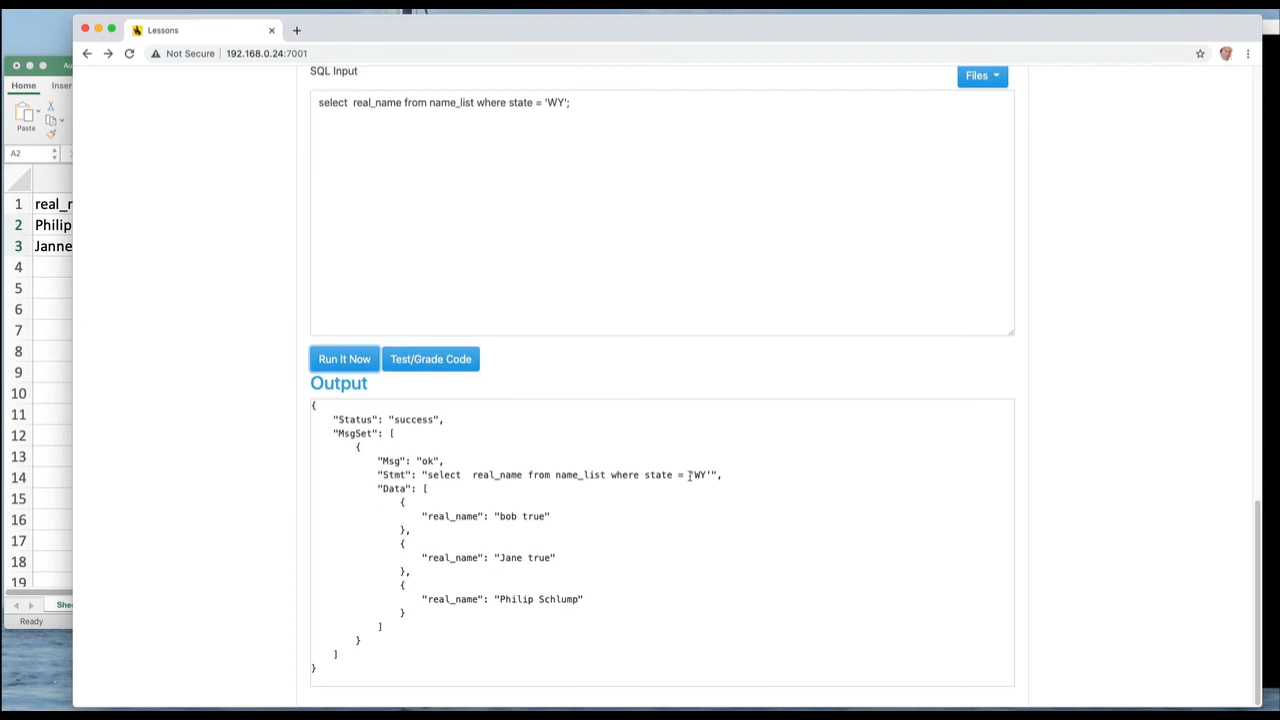 Lessons
Not Secure | 192.168.0.24:7001
Home Inser
Paste
A2
1 real_r
2 Philip
3 Janne
4
5
6
7
8
9
10
11
12
13
14
15
16
17
18
19
Shee
Ready
SQL Input
Files
select  real_name from name_list where state = 'WY';
Run It Now Test/Grade Code
Output
{
    "Status": "success",
    "MsgSet": [
        {
            "Msg": "ok",
            "Stmt": "select  real_name from name_list where state = 'WY'",
            "Data": [
                {
                    "real_name": "bob true"
                },
                {
                    "real_name": "Jane true"
                },
                {
                    "real_name": "Philip Schlump"
                }
            ]
        }
    ]
}